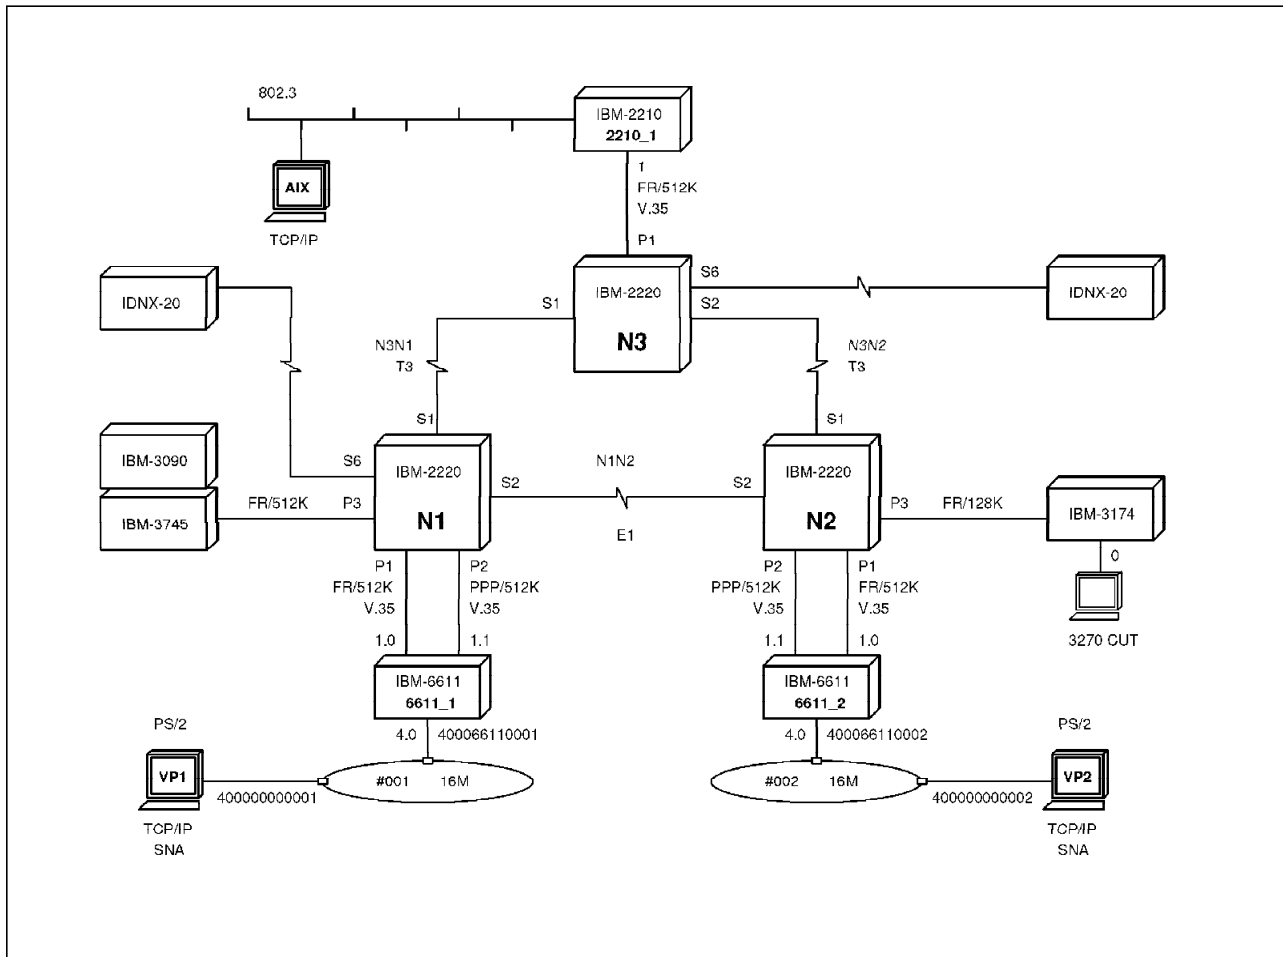 802.3
IBM-2210
2210_1
1
FR/512K
V.35
AIX
TCP/IP
P1
IDNX-20
S1
IBM-2220
N3
S6
S2
IDNX-20
N3N1
T3
N3N2
T3
S1
S1
IBM-3090
IBM-3745
FR/512K
S6
P3
IBM-2220
N1
S2
N1N2
E1
S2
IBM-2220
N2
P3
FR/128K
IBM-3174
0
3270 CUT
P1
FR/512K
V.35
1.0
P2
PPP/512K
V.35
1.1
P2
PPP/512K
V.35
1.1
P1
FR/512K
V.35
1.0
IBM-6611
6611_1
IBM-6611
6611_2
4.0
400066110001
4.0
400066110002
PS/2
VP1
400000000001
TCP/IP
SNA
#001
16M
#002
16M
PS/2
VP2
400000000002
TCP/IP
SNA